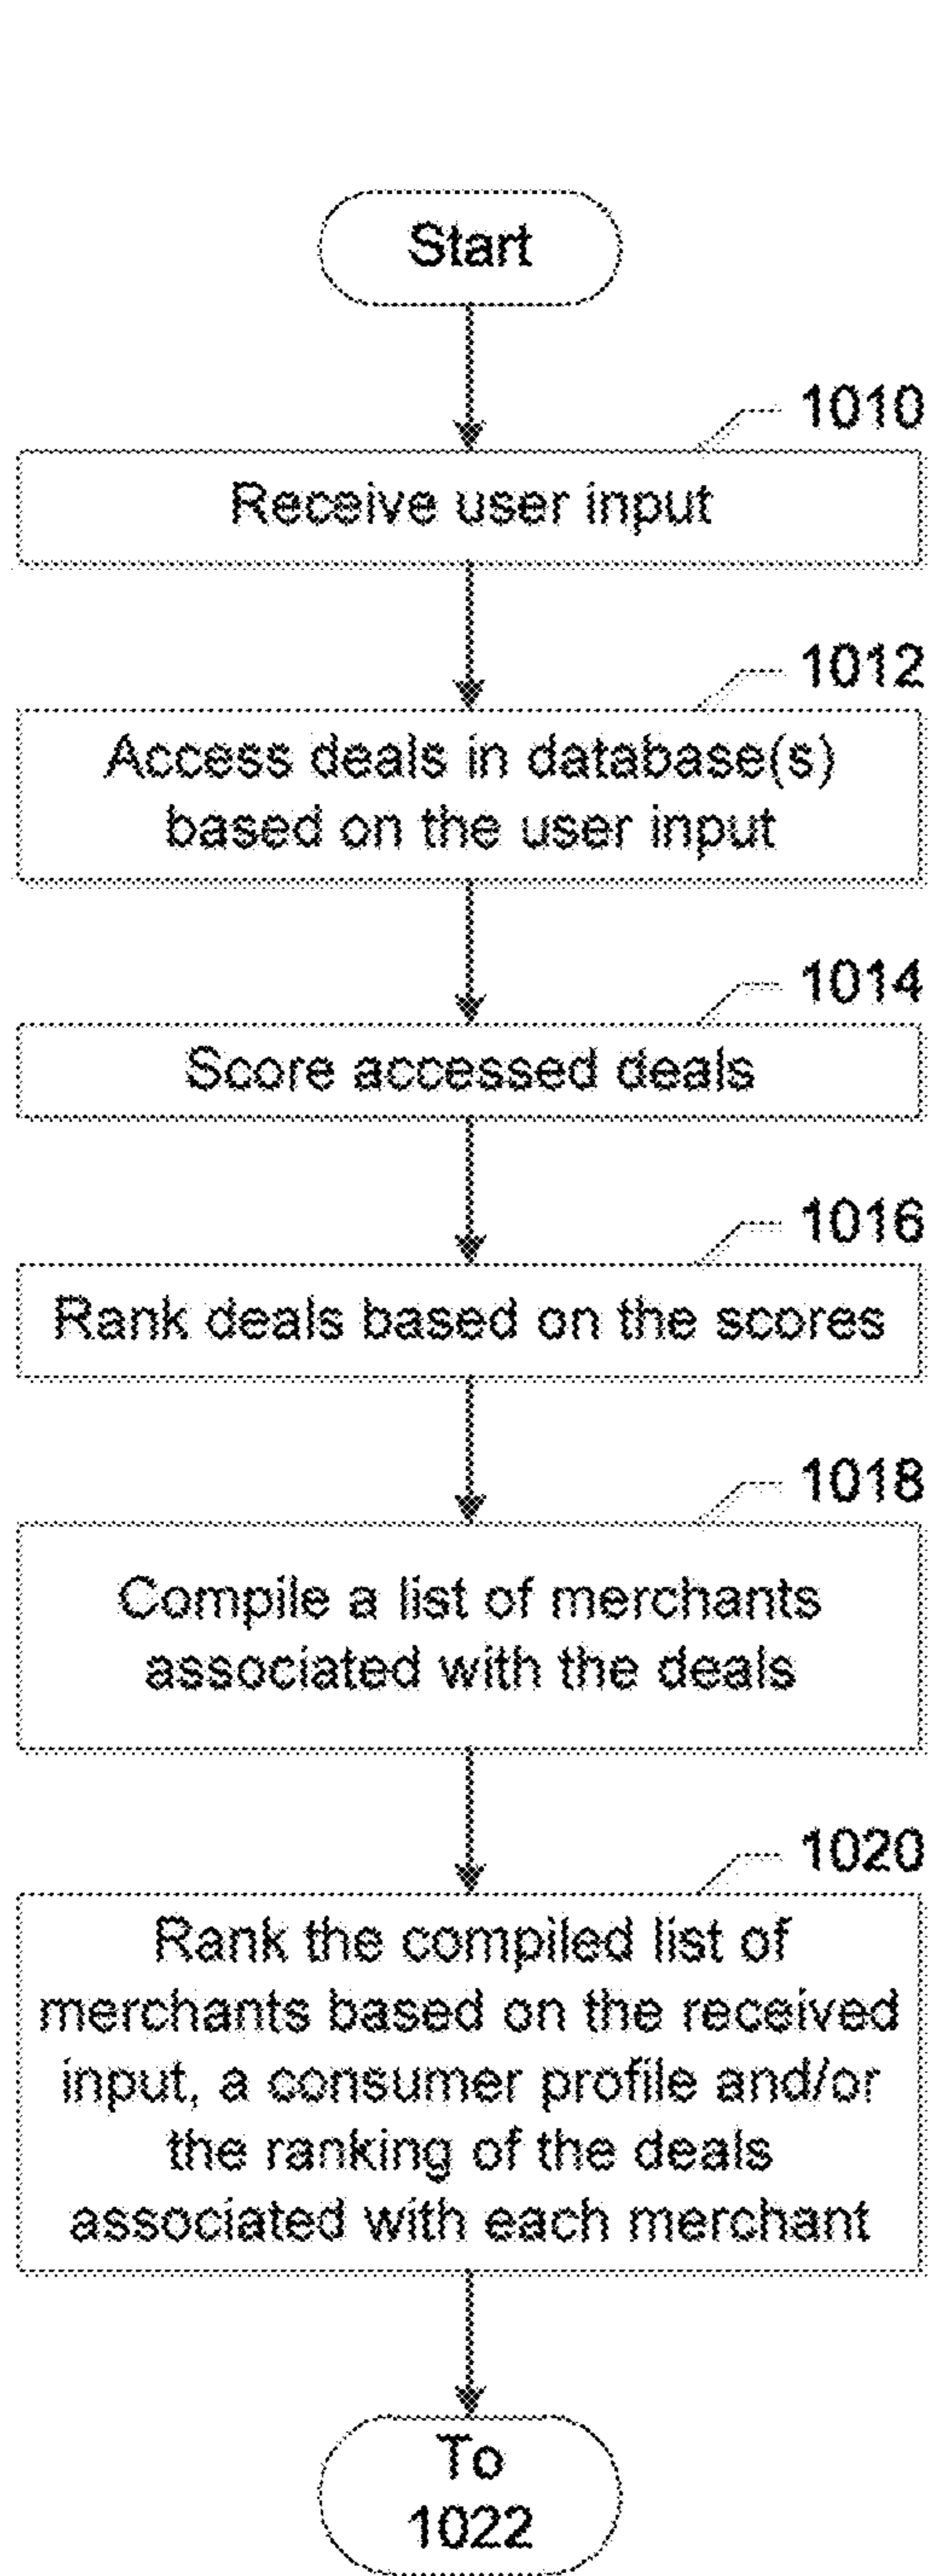 Start
1010
Receive user input
1012
Access deals in database(s)
based on the user input
1014
Score accessed deals
1016
Rank deals based on the scores
1018
Compile a list of merchants
associated with the deals
1020
Rank the compiled list of
merchants based on the received
input, a consumer profile and/or
the ranking of the deals
associated with each merchant
To
1022